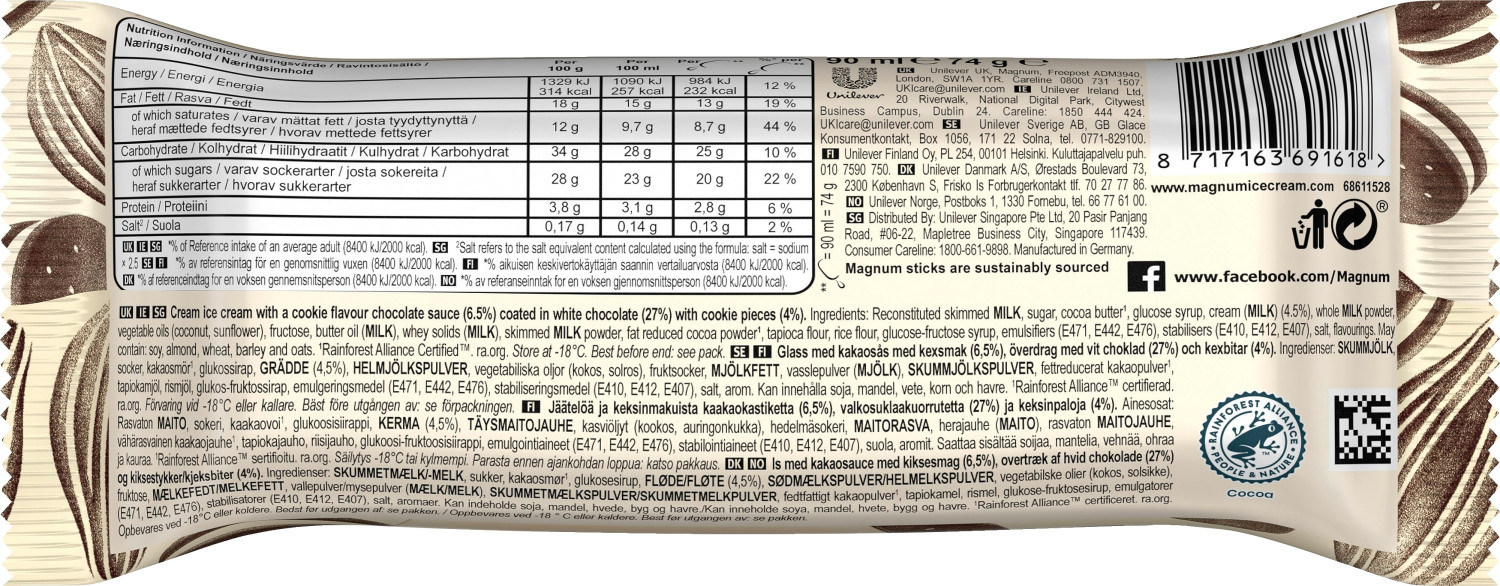 Nutrition Information / Näringsvärde / Ravintosisältö /
Næringsindhold / Næringsinnhold
Per 100 g Per 100 ml Per ** %* per **
Energy / Energi / Energia 1329 kJ 314 kcal 1090 kJ 257 kcal 984 kJ 232 kcal 12 %
Fat / Fett / Rasva / Fedt 18 g 15 g 13 g 19 %
of which saturates / varav mättat fett / josta tyydyttynyttä /
heraf mættede fedtsyrer / hvorav mettede fettsyrer 12 g 9,7 g 8,7 g 44 %
Carbohydrate / Kolhydrat / Hiilihydraatit / Kulhydrat / Karbohydrat 34 g 28 g 25 g 10 %
of which sugars / varav sockerarter / josta sokereita /
heraf sukkerarter / hvorav sukkerarter 28 g 23 g 20 g 22 %
Protein / Proteiini 3,8 g 3,1 g 2,8 g 6 %
Salt² / Suola 0,17 g 0,14 g 0,13 g 2 %
UK IE SG *% of Reference intake of an average adult (8400 kJ/2000 kcal). SG ²Salt refers to the salt equivalent content calculated using the formula: salt = sodium
× 2.5 SE FI *% av referensintag för en genomsnittlig vuxen (8400 kJ/2000 kcal). FI *% aikuisen keskivertokäyttäjän saannin vertailuarvosta (8400 kJ/2000 kcal).
DK *% af referenceindtag for en voksen gennemsnitsperson (8400 kJ/2000 kcal). NO *% av referanseinntak for en voksen gjennomsnittsperson (8400 kJ/2000 kcal).
** = 90 ml = 74 g
90 ml e 74 g e
Unilever
UK Unilever UK, Magnum, Freepost ADM3940,
London, SW1A 1YR. Careline 0800 731 1507.
UKIcare@unilever.com IE Unilever Ireland Ltd,
20 Riverwalk, National Digital Park, Citywest
Business Campus, Dublin 24. Careline: 1850 444 424.
UKIcare@unilever.com SE Unilever Sverige AB, GB Glace
Konsumentkontakt, Box 1056, 171 22 Solna, tel. 0771-829100.
FI Unilever Finland Oy, PL 254, 00101 Helsinki. Kuluttajapalvelu puh.
010 7590 750. DK Unilever Danmark A/S, Ørestads Boulevard 73,
2300 København S, Frisko Is Forbrugerkontakt tlf. 70 27 77 86.
NO Unilever Norge, Postboks 1, 1330 Fornebu, tel. 66 77 61 00.
SG Distributed By: Unilever Singapore Pte Ltd, 20 Pasir Panjang
Road, #06-22, Mapletree Business City, Singapore 117439.
Consumer Careline: 1800-661-9898. Manufactured in Germany.
Magnum sticks are sustainably sourced
8 717163 691618 >
www.magnumicecream.com 68611528
®
f www.facebook.com/Magnum
UK IE SG Cream ice cream with a cookie flavour chocolate sauce (6.5%) coated in white chocolate (27%) with cookie pieces (4%). Ingredients: Reconstituted skimmed MILK, sugar, cocoa butter¹, glucose syrup, cream (MILK) (4.5%), whole MILK powder,
vegetable oils (coconut, sunflower), fructose, butter oil (MILK), whey solids (MILK), skimmed MILK powder, fat reduced cocoa powder¹, tapioca flour, rice flour, glucose-fructose syrup, emulsifiers (E471, E442, E476), stabilisers (E410, E412, E407), salt, flavourings. May
contain: soy, almond, wheat, barley and oats. ¹Rainforest Alliance Certified™. ra.org. Store at -18°C. Best before end: see pack. SE FI Glass med kakaosås med kexsmak (6,5%), överdrag med vit choklad (27%) och kexbitar (4%). Ingredienser: SKUMMJÖLK,
socker, kakaosmör¹, glukossirap, GRÄDDE (4,5%), HELMJÖLKSPULVER, vegetabiliska oljor (kokos, solros), fruktsocker, MJÖLKFETT, vasslepulver (MJÖLK), SKUMMJÖLKSPULVER, fettreducerat kakaopulver¹,
tapiokamjöl, rismjöl, glukos-fruktossirap, emulgeringsmedel (E471, E442, E476), stabiliseringsmedel (E410, E412, E407), salt, arom. Kan innehålla soja, mandel, vete, korn och havre. ¹Rainforest Alliance™ certifierad.
ra.org. Förvaring vid -18°C eller kallare. Bäst före utgången av: se förpackningen. FI Jäätelöä ja keksinmakuista kaakaokastiketta (6,5%), valkosuklaakuorrutetta (27%) ja keksinpaloja (4%). Ainesosat:
Rasvaton MAITO, sokeri, kaakaovoi¹, glukoosisiirappi, KERMA (4,5%), TÄYSMAITOJAUHE, kasviöljyt (kookos, auringonkukka), hedelmäsokeri, MAITORASVA, herajauhe (MAITO), rasvaton MAITOJAUHE,
vähärasvainen kaakaojauhe¹, tapiokajauho, riisijauho, glukoosi-fruktoosisiirappi, emulgointiaineet (E471, E442, E476), stabilointiaineet (E410, E412, E407), suola, aromit. Saattaa sisältää soijaa, mantelia, vehnää, ohraa
ja kauraa. ¹Rainforest Alliance™ sertifioitu. ra.org. Säilytys -18°C tai kylmempi. Parasta ennen ajankohdan loppua: katso pakkaus. DK NO Is med kakaosauce med kiksesmag (6,5%), overtræk af hvid chokolade (27%)
og kiksestykker/kjeksbiter (4%). Ingredienser: SKUMMETMÆLK/-MELK, sukker, kakaosmør¹, glukosesirup, FLØDE/FLØTE (4,5%), SØDMÆLKSPULVER/HELMELKSPULVER, vegetabilske olier (kokos, solsikke),
fruktose, MÆLKEFEDT/MELKEFETT, vallepulver/mysepulver (MÆLK/MELK), SKUMMETMÆLKSPULVER/SKUMMETMELKPULVER, fedtfattigt kakaopulver¹, tapiokamel, rismel, glukose-fruktosesirup, emulgatorer
(E471, E442, E476), stabilisatorer (E410, E412, E407), salt, aromaer. Kan indeholde soja, mandel, hvede, byg og havre./Kan inneholde soya, mandel, hvete, bygg og havre. ¹Rainforest Alliance™ certificeret. ra.org.
Opbevares ved -18°C eller koldere. Bedst før udgangen af: se pakken. / Oppbevares ved -18 ° C eller kaldere. Best før utgangen av: se pakken.
RAINFOREST ALLIANCE
PEOPLE & NATURE
TM
Cocoa